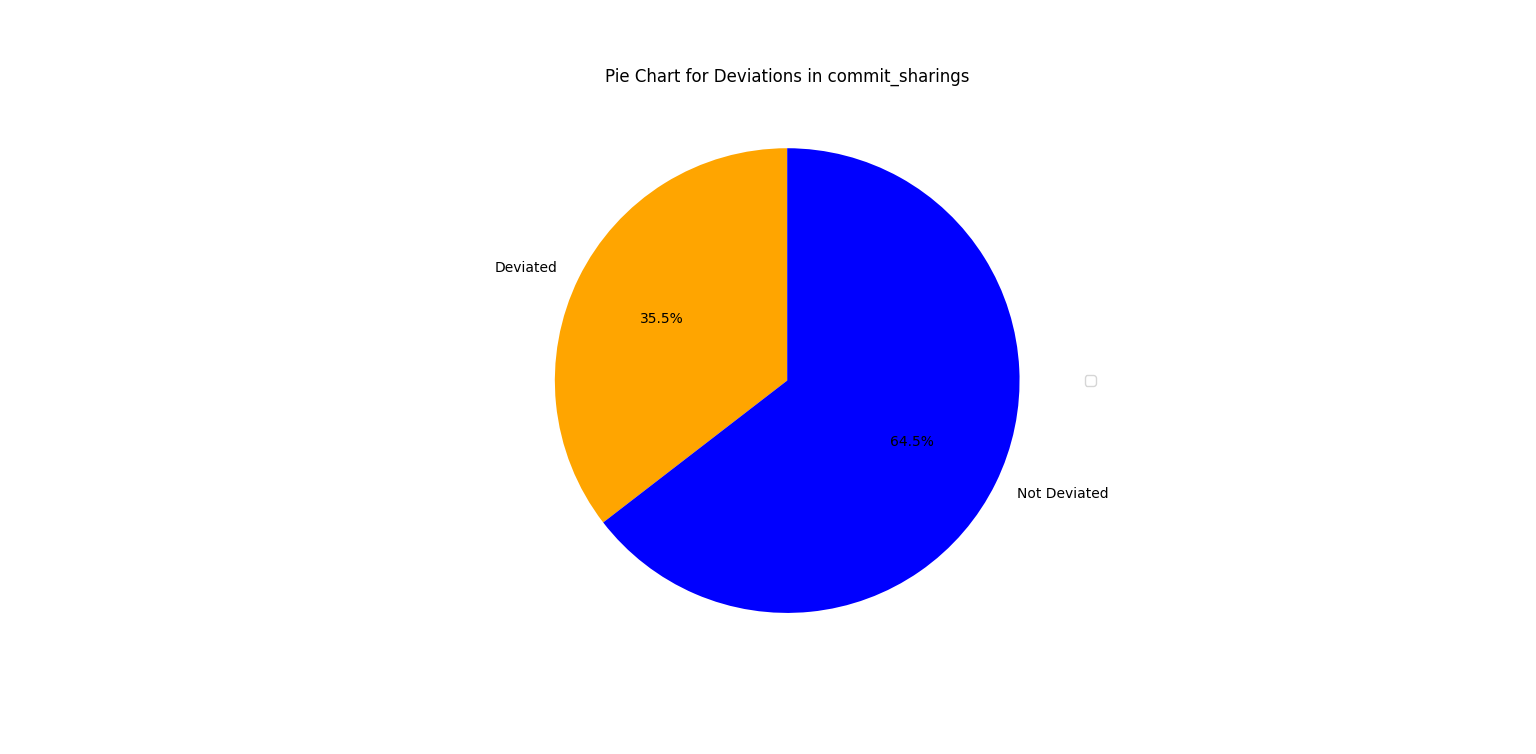 Pie Chart for Deviations in commit_sharings
Deviated
35.5%
64.5%
Not Deviated